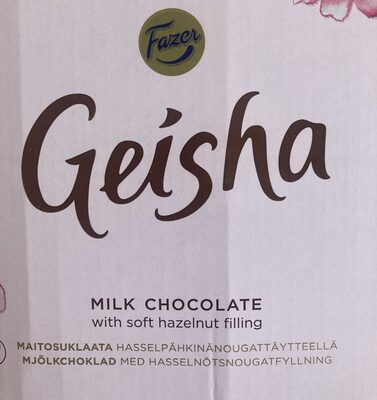 Fazer
Geisha
MILK CHOCOLATE
with soft hazelnut filling
MAITOSUKLAATA HASSELPÄHKINÄNOUGATTÄYTTEELLÄ
MJÖLKCHOKLAD MED HASSELNÖTSNOUGATFYLLNING